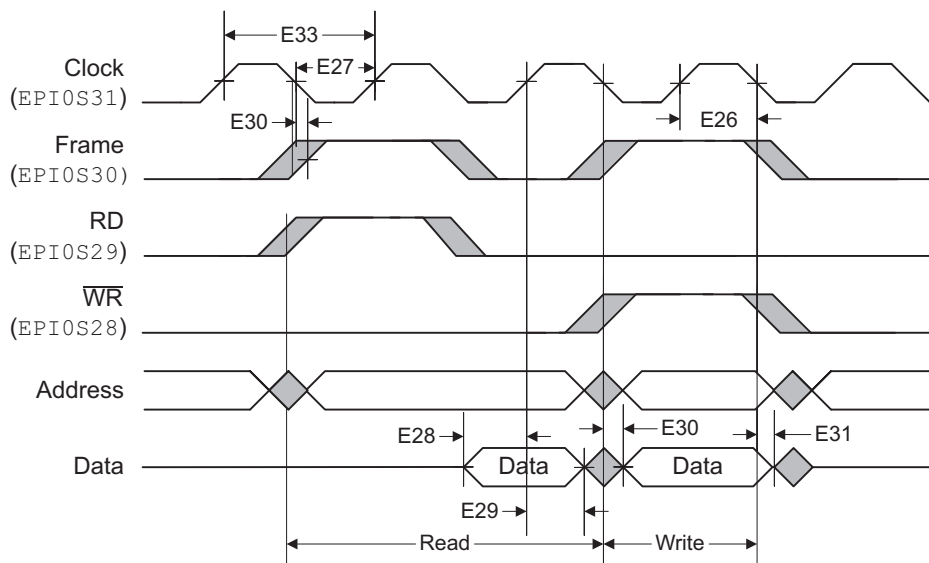 E33
Clock
(EPI0S31)
E27
E30
E26
Frame
(EPI0S30)
RD
(EPI0S29)
WR
(EPI0S28)
Address
E28
E30
E31
Data
Data
Data
E29
Read
Write